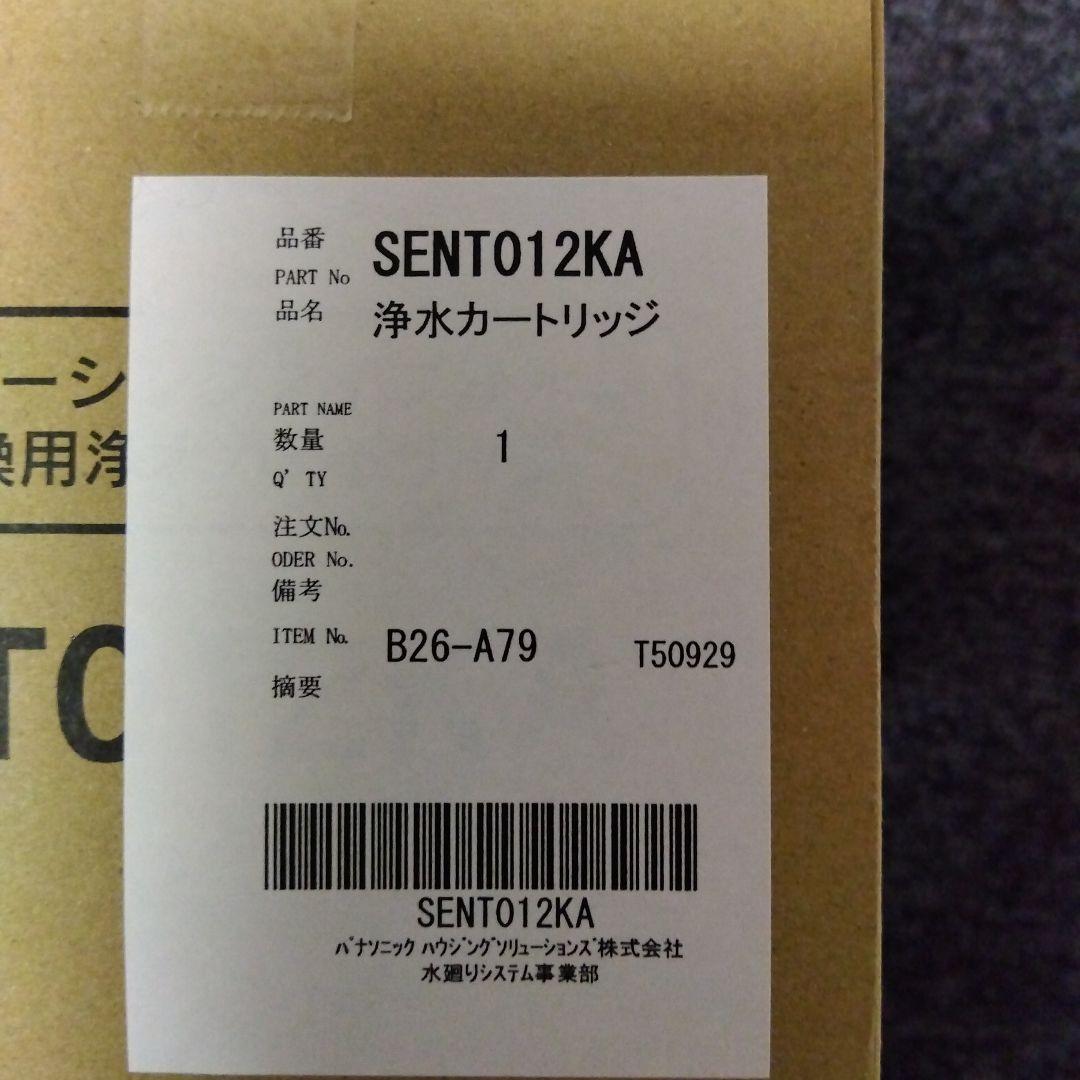 品番 SENT012KA
PART No
品名 浄水カートリッジ
PART NAME
数量 1
Q'TY
注文No.
ODER No.
備考
ITEM No. B26-A79 T50929
摘要
SENT012KA
ﾊﾟﾅｿﾆｯｸ ﾊｳｼﾞﾝｸﾞｿﾘｭｰｼｮﾝｽﾞ株式会社
水廻りｼｽﾃﾑ事業部
ーシ
換用浄
T0